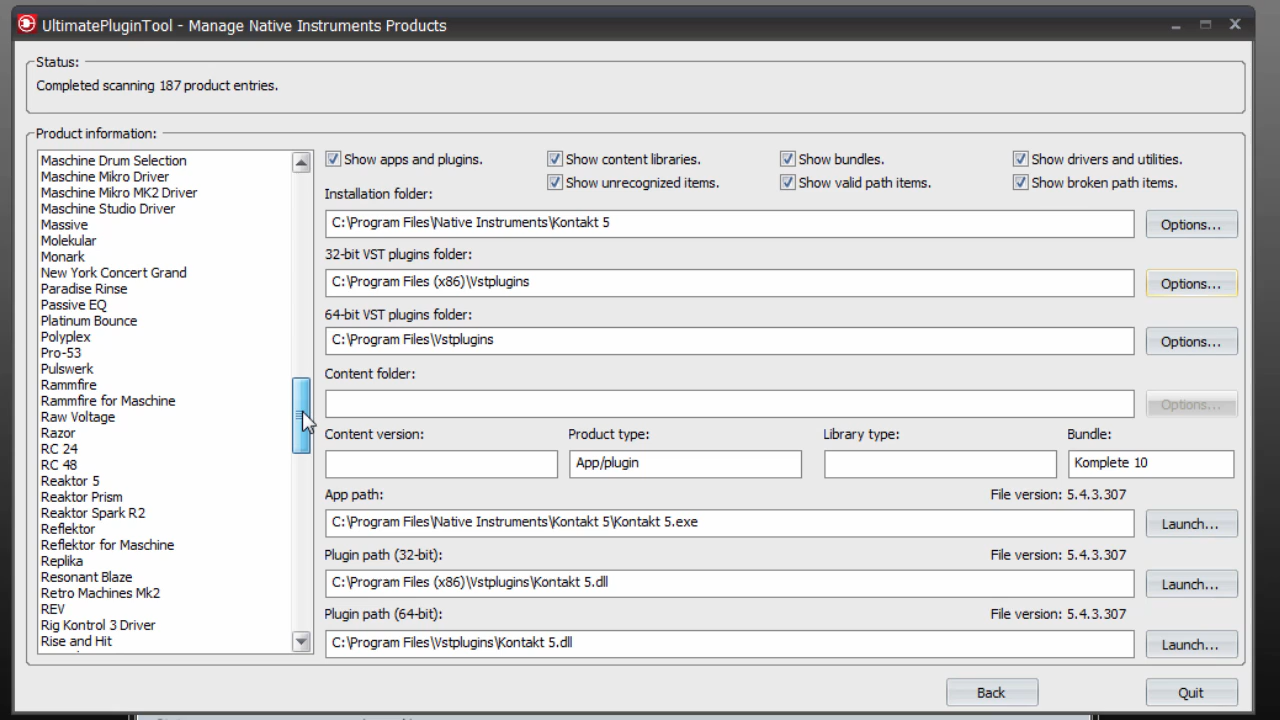 UltimatePluginTool - Manage Native Instruments Products
Status:
Completed scanning 187 product entries.
Product information:
Maschine Drum Selection
Maschine Mikro Driver
Maschine Mikro MK2 Driver
Maschine Studio Driver
Massive
Molekular
Monark
New York Concert Grand
Paradise Rinse
Passive EQ
Platinum Bounce
Polyplex
Pro-53
Pulswerk
Rammfire
Rammfire for Maschine
Raw Voltage
Razor
RC 24
RC 48
Reaktor 5
Reaktor Prism
Reaktor Spark R2
Reflektor
Reflektor for Maschine
Replika
Resonant Blaze
Retro Machines Mk2
REV
Rig Kontrol 3 Driver
Rise and Hit
Show apps and plugins. Show content libraries. Show bundles. Show drivers and utilities.
Show unrecognized items. Show valid path items. Show broken path items.
Installation folder:
C:\Program Files\Native Instruments\Kontakt 5 Options...
32-bit VST plugins folder:
C:\Program Files (x86)\Vstplugins Options...
64-bit VST plugins folder:
C:\Program Files\Vstplugins Options...
Content folder:
Options...
Content version: Product type: Library type: Bundle:
App/plugin Komplete 10
App path: File version: 5.4.3.307
C:\Program Files\Native Instruments\Kontakt 5\Kontakt 5.exe Launch...
Plugin path (32-bit): File version: 5.4.3.307
C:\Program Files (x86)\Vstplugins\Kontakt 5.dll Launch...
Plugin path (64-bit): File version: 5.4.3.307
C:\Program Files\Vstplugins\Kontakt 5.dll Launch...
Back Quit